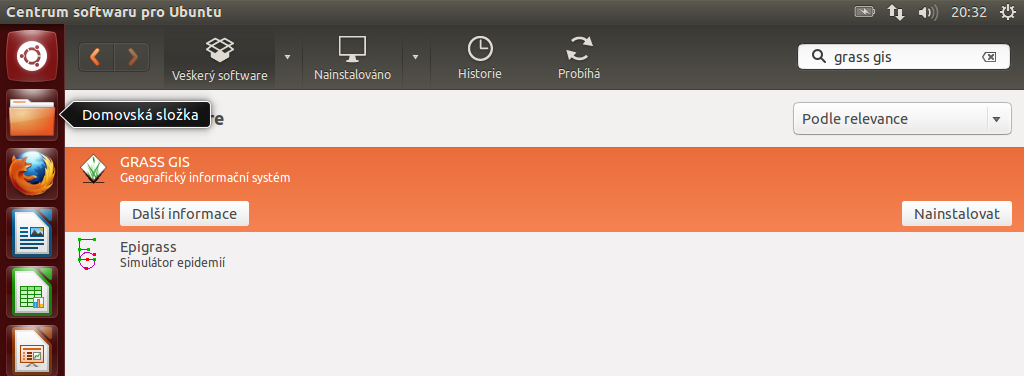 Centrum softwaru pro Ubuntu
20:32
Veškerý software
Nainstalováno
Historie
Probíhá
grass gis
Domovská složka
re
Podle relevance
GRASS GIS
Geografický informační systém
Další informace
Nainstalovat
Epigrass
Simulátor epidemií